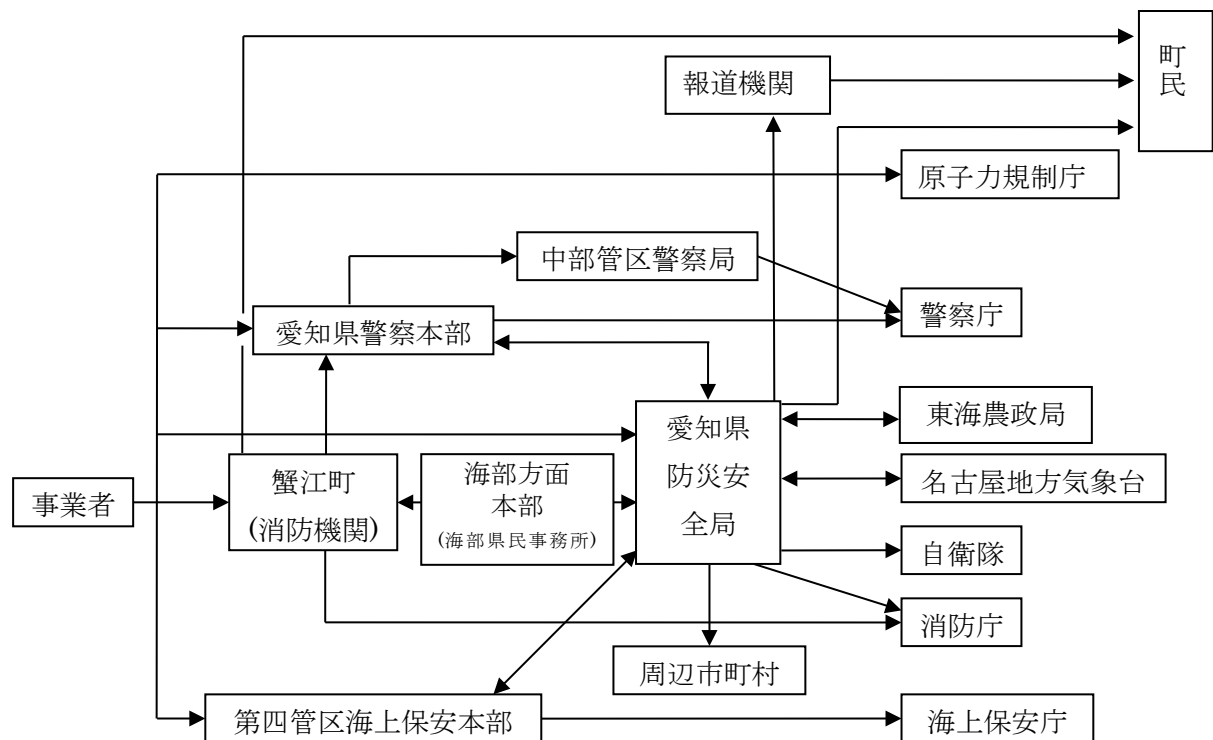 町
民
報道機関
原子力規制庁
中部管区警察局
警察庁
愛知県警察本部
東海農政局
愛知県
防災安
全局
海部方面
本部
(海部県民事務所)
蟹江町
(消防機関)
事業者
名古屋地方気象台
自衛隊
消防庁
周辺市町村
第四管区海上保安本部
海上保安庁